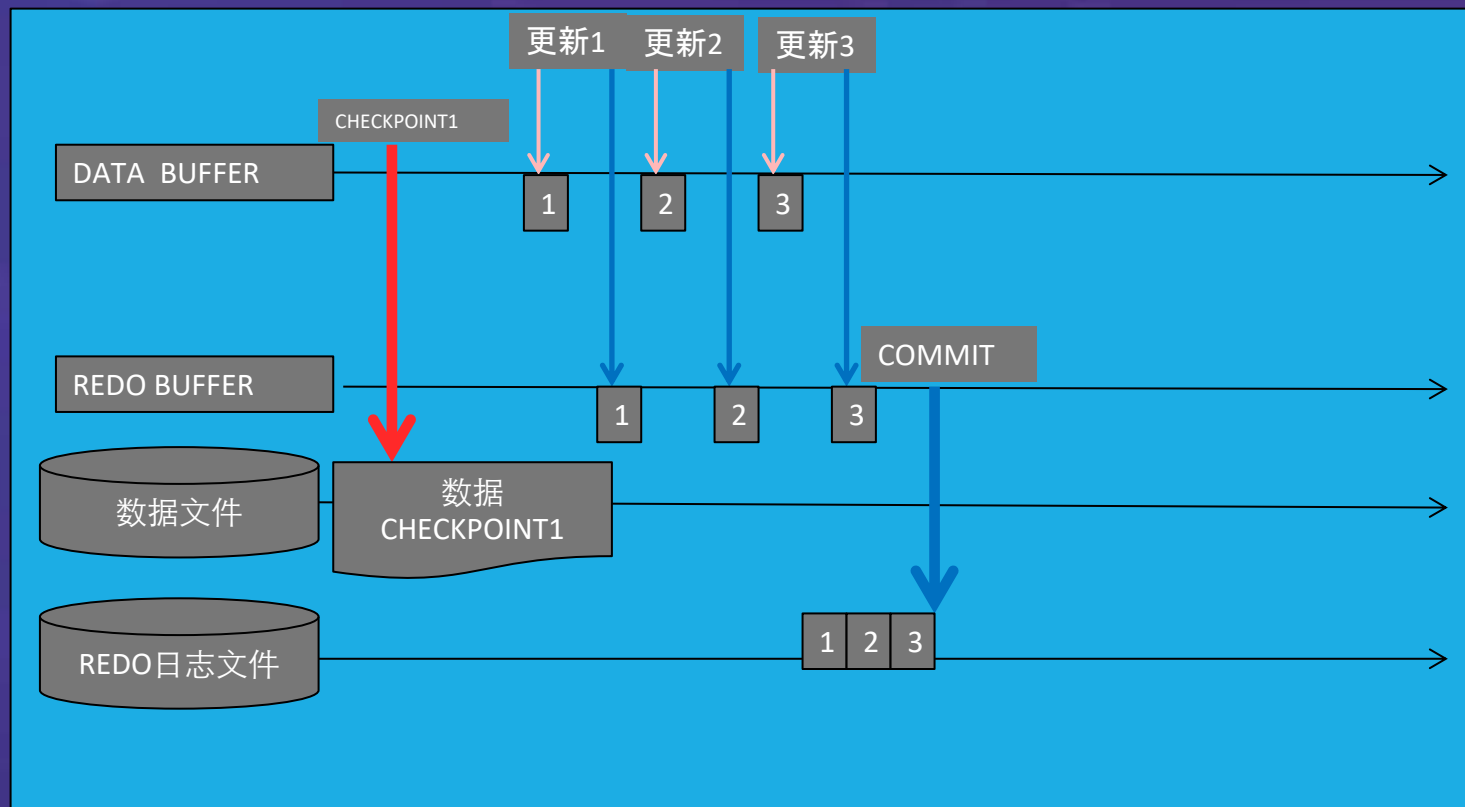 更新1 更新2 更新3
CHECKPOINT1
DATA BUFFER
1 2 3
COMMIT
REDO BUFFER
1 2 3
数据文件
数据
CHECKPOINT1
1 2 3
REDO日志文件